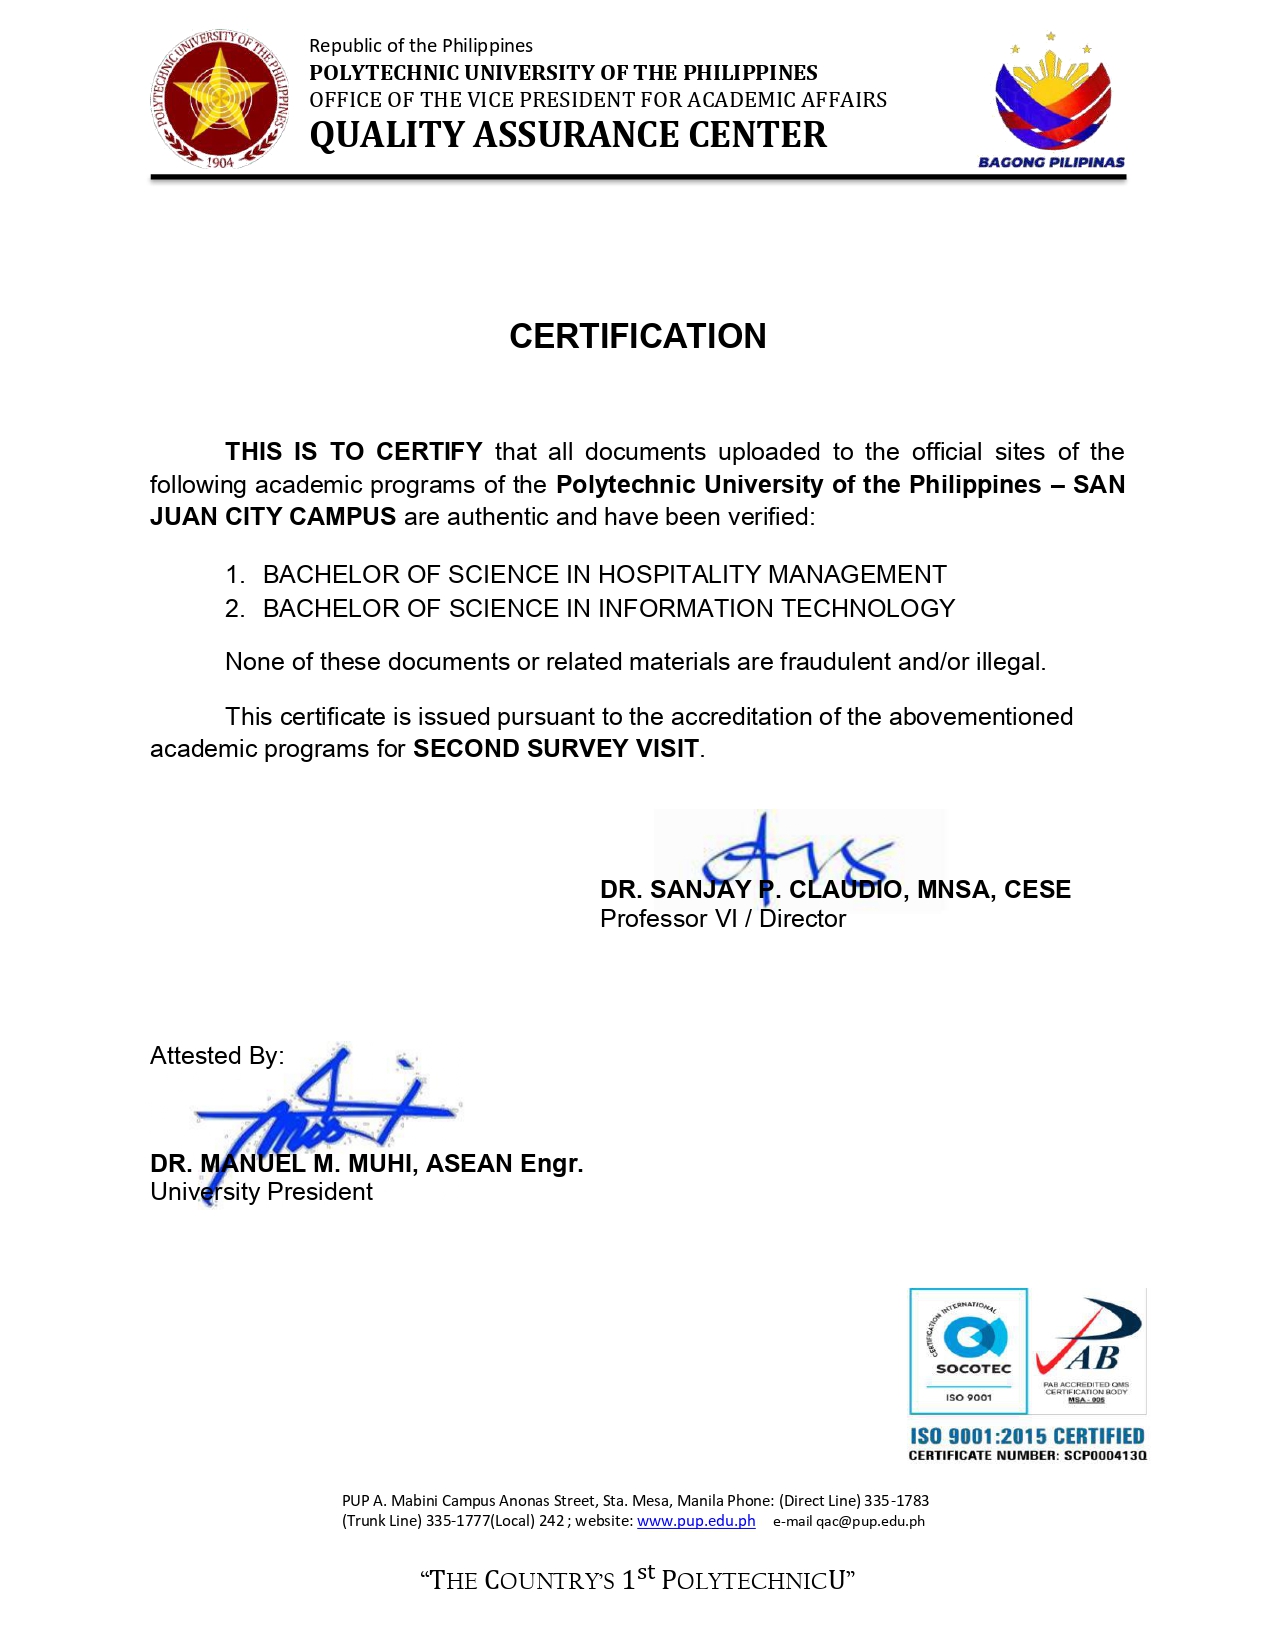 POLYTECHNIC UNIVERSITY OF THE PHILIPPINES
1904
Republic of the Philippines
POLYTECHNIC UNIVERSITY OF THE PHILIPPINES
OFFICE OF THE VICE PRESIDENT FOR ACADEMIC AFFAIRS
QUALITY ASSURANCE CENTER
BAGONG PILIPINAS
CERTIFICATION
THIS IS TO CERTIFY that all documents uploaded to the official sites of the
following academic programs of the Polytechnic University of the Philippines – SAN
JUAN CITY CAMPUS are authentic and have been verified:
1. BACHELOR OF SCIENCE IN HOSPITALITY MANAGEMENT
2. BACHELOR OF SCIENCE IN INFORMATION TECHNOLOGY
None of these documents or related materials are fraudulent and/or illegal.
This certificate is issued pursuant to the accreditation of the abovementioned
academic programs for SECOND SURVEY VISIT.
DR. SANJAY P. CLAUDIO, MNSA, CESE
Professor VI / Director
Attested By:
DR. MANUEL M. MUHI, ASEAN Engr.
University President
CERTIFICATION INTERNATIONAL
SOCOTEC
ISO 9001
PAB
PAB ACCREDITED QMS
CERTIFICATION BODY
MSA - 905
ISO 9001:2015 CERTIFIED
CERTIFICATE NUMBER: SCP000413Q
PUP A. Mabini Campus Anonas Street, Sta. Mesa, Manila Phone: (Direct Line) 335-1783
(Trunk Line) 335-1777(Local) 242 ; website: www.pup.edu.ph e-mail qac@pup.edu.ph
“THE COUNTRY’S 1st POLYTECHNICU”